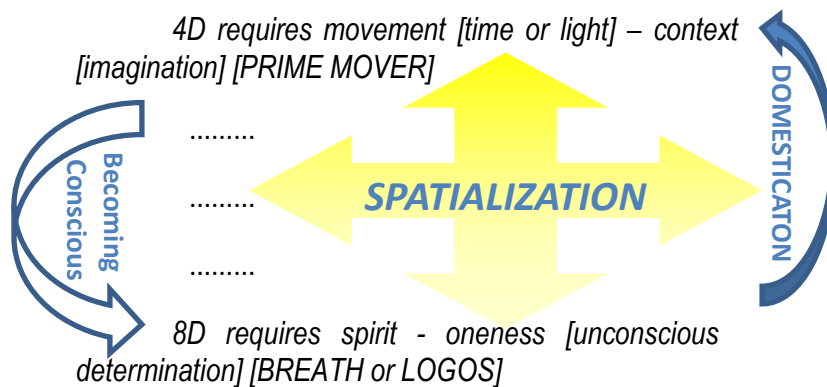 4D requires movement [time or light] – context
[imagination] [PRIME MOVER]
.........
Becoming
Conscious
.........
SPATIALIZATION
DOMESTICATON
.........
8D requires spirit - oneness [unconscious
determination] [BREATH or LOGOS]